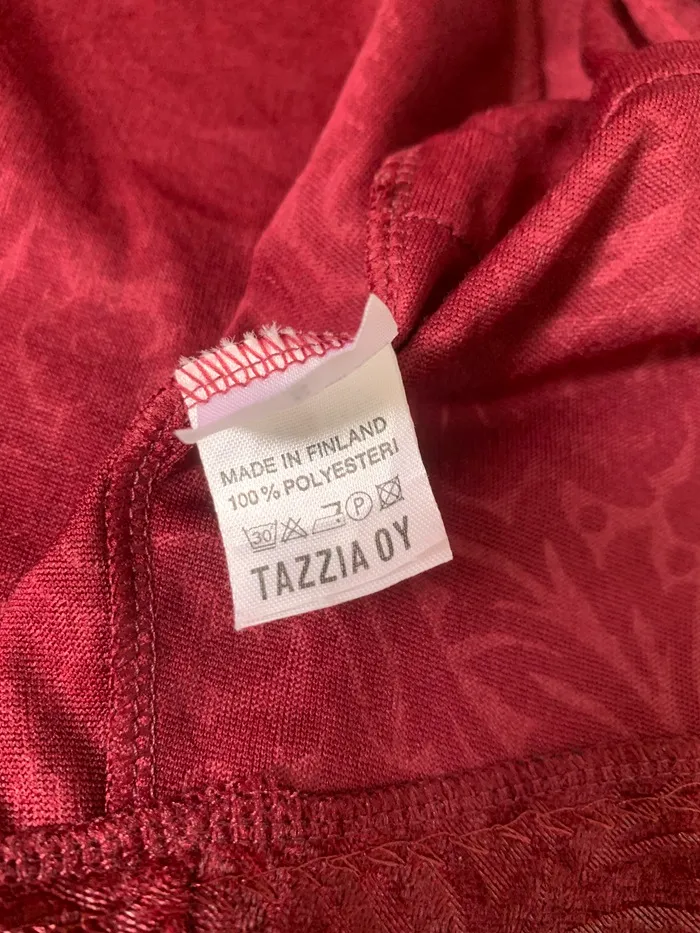 MADE IN FINLAND
100% POLYESTERI
30 P
TAZZIA OY